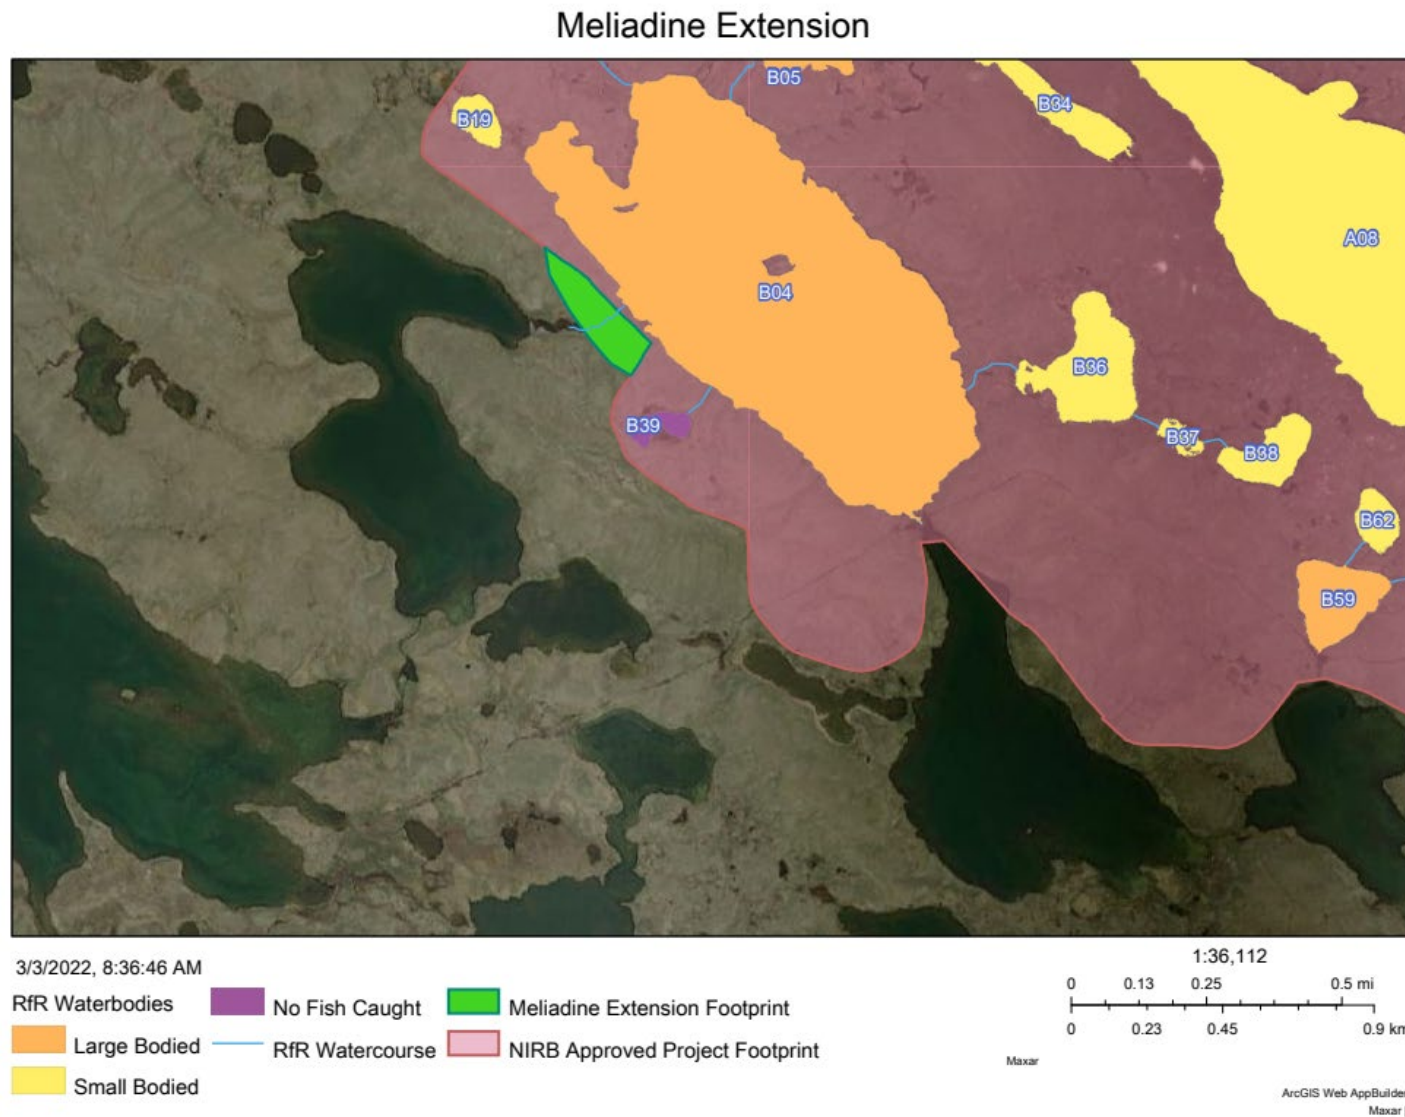 Meliadine Extension
B05
B34
B19
A08
B04
B36
B39
B37
B38
B62
B59
3/3/2022, 8:36:46 AM
1:36,112
0 0.13 0.25 0.5 mi
0 0.23 0.45 0.9 km
RfR Waterbodies
Large Bodied
Small Bodied
No Fish Caught
RfR Watercourse
Meliadine Extension Footprint
NIRB Approved Project Footprint
Maxar
ArcGIS Web AppBuilder
Maxar